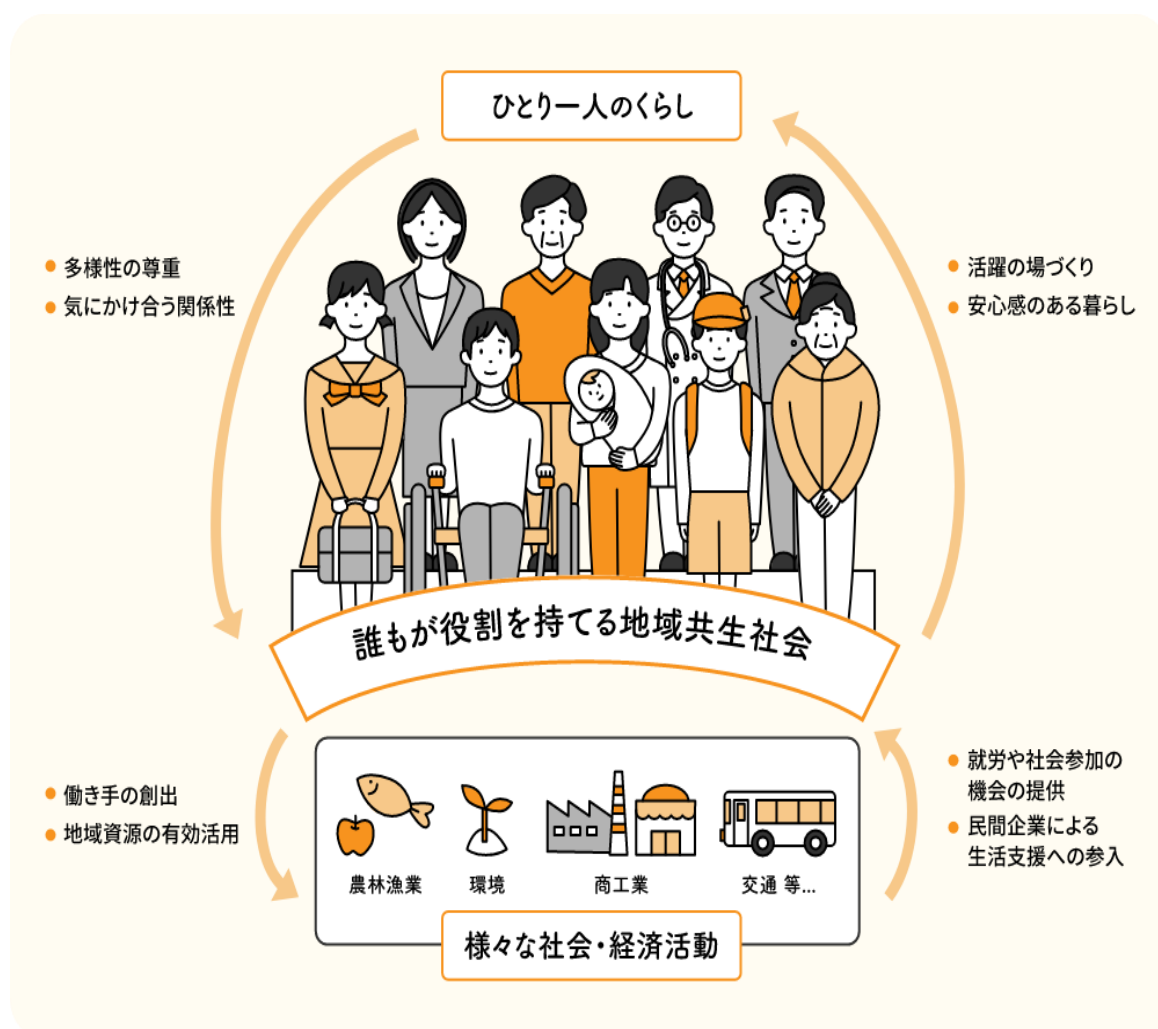 ひとり一人のくらし
多様性の尊重
気にかけ合う関係性
活躍の場づくり
安心感のある暮らし
誰もが役割を持てる地域共生社会
働き手の創出
地域資源の有効活用
就労や社会参加の
機会の提供
民間企業による
生活支援への参入
農林漁業
環境
商工業
交通 等...
様々な社会・経済活動